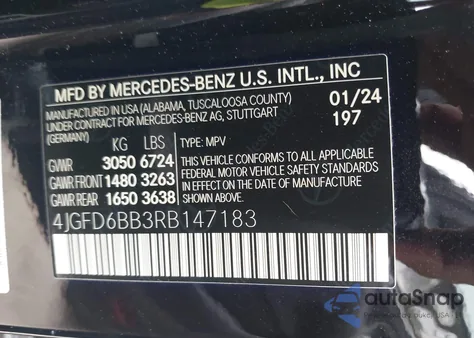 MFD BY MERCEDES-BENZ U.S. INTL., INC
MANUFACTURED IN USA (ALABAMA, TUSCALOOSA COUNTY)
UNDER CONTRACT FOR MERCEDES-BENZ AG, STUTTGART
(GERMANY)
01/24
197
KG LBS
GVWR 3050 6724
GAWR FRONT 1480 3263
GAWR REAR 1650 3638
TYPE: MPV
THIS VEHICLE CONFORMS TO ALL APPLICABLE
FEDERAL MOTOR VEHICLE SAFETY STANDARDS
IN EFFECT ON THE DATE OF MANUFACTURE
SHOWN ABOVE.
4JGFD6BB3RB147183
autoSnap